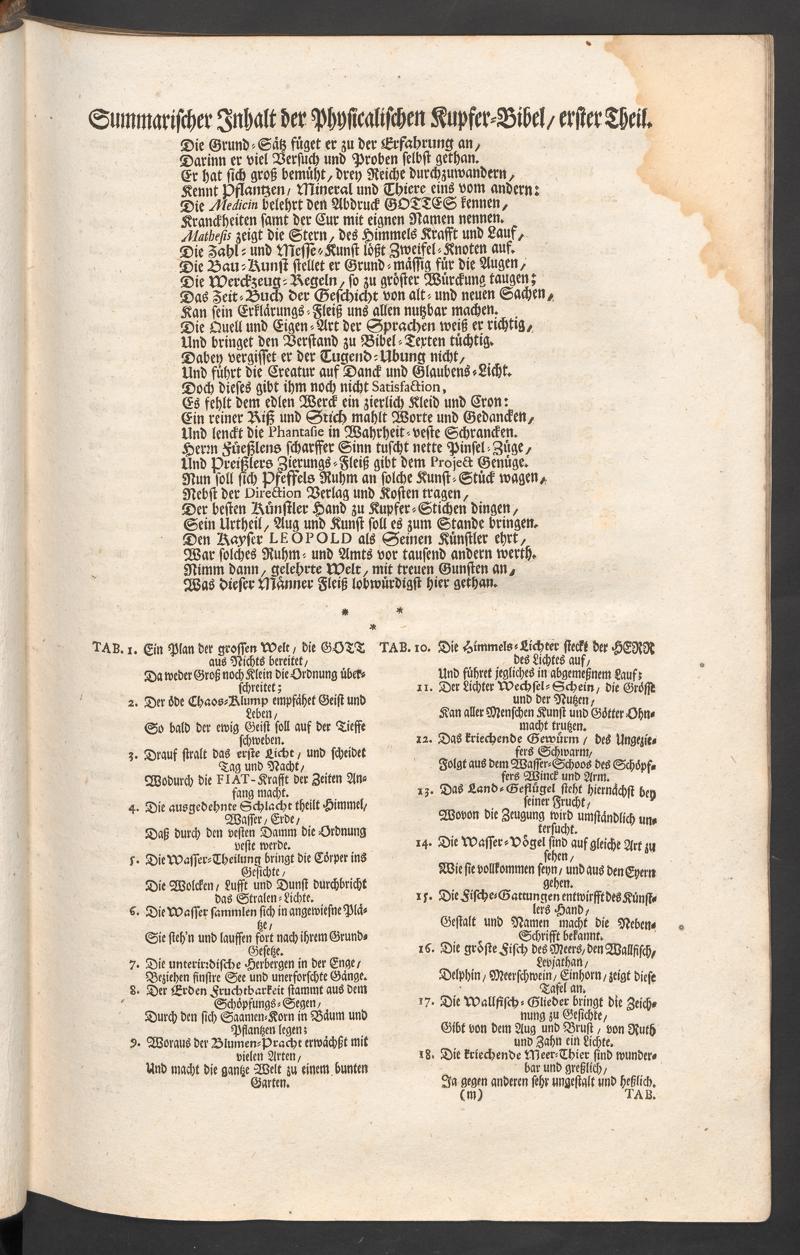 Summarischer Inhalt der Physicalischen Kupfer-Bibel/ erster Theil.
Die Grund-Sätz füget er zu der Erfahrung an/
Darinn er viel Versuch und Proben selbst gethan.
Er hat sich groß bemüht/ drey Reiche durchzuwandern/
Kennt Pflantzen/ Mineral und Thiere eins vom andern:
Die Medicin belehrt den Abdruck GOTTES kennen/
Kranckheiten samt der Cur mit eignen Namen nennen.
Mathesis zeigt die Stern/ des Himmels Krafft und Lauf/
Die Zahl- und Messe-Kunst lößt Zweifel-Knoten auf.
Die Bau-Kunst stellet er Grund-mässig für die Augen/
Die Werckzeug-Regeln/ so zu gröster Würckung taugen;
Das Zeit-Buch der Geschicht von alt- und neuen Sachen/
Kan sein Erklärungs-Fleiß uns allen nutzbar machen.
Die Quell und Eigen-Art der Sprachen weiß er richtig/
Und bringet den Verstand zu Bibel-Texten tüchtig.
Dabey vergisset er der Tugend-Ubung nicht/
Und führt die Creatur auf Danck und Glaubens-Licht.
Doch dieses gibt ihm noch nicht Satisfaction,
Es fehlt dem edlen Werck ein zierlich Kleid und Cron:
Ein reiner Riß und Stich mahlt Worte und Gedancken/
Und lenckt die Phantasie in Wahrheit-veste Schrancken.
Herrn Füeßlens scharffer Sinn tuscht nette Pinsel-Züge/
Und Preißlers Zierungs-Fleiß gibt dem Project Genüge.
Nun soll sich Pfeffels Ruhm an solche Kunst-Stück wagen/
Nebst der Direction Verlag und Kosten tragen/
Der besten Künstler Hand zu Kupfer-Stichen dingen/
Sein Urtheil/ Aug und Kunst soll es zum Stande bringen.
Den Kayser LEOPOLD als Seinen Künstler ehrt/
War solches Ruhm- und Amts vor tausend andern werth.
Nimm dann/ gelehrte Welt/ mit treuen Gunsten an/
Was dieser Männer Fleiß lobwürdigst hier gethan.
* *
*
TAB. 1. Ein Plan der grossen Welt/ die GOTT
aus Nichts bereitet/
Da weder Groß noch Klein die Ordnung über-
schreitet;
2. Der öde Chaos-Klump empfähet Geist und
Leben/
So bald der ewig Geist soll auf der Tieffe
schweben.
3. Drauf stralt das erste Licht/ und scheidet
Tag und Nacht/
Wodurch die FIAT-Krafft der Zeiten An-
fang macht.
4. Die ausgedehnte Schlacht theilt Himmel/
Wasser/ Erde/
Daß durch den vesten Damm die Ordnung
veste werde.
5. Die Wasser-Theilung bringt die Cörper ins
Gesichte/
Die Wolcken/ Lufft und Dunst durchbricht
das Stralen-Lichte.
6. Die Wasser sammlen sich in angewiesne Plä-
tze/
Sie steh'n und lauffen fort nach ihrem Grund-
Gesetze.
7. Die unterirrdische Herbergen in der Enge/
Beziehen finstre See und unerforschte Gänge.
8. Der Erden Fruchtbarkeit stammt aus dem
Schöpfungs-Segen/
Durch den sich Saamen-Korn in Bäum und
Pflantzen legen;
9. Woraus der Blumen-Pracht erwächßt mit
vielen Arten/
Und macht die gantze Welt zu einem bunten
Garten.
TAB. 10. Die Himmels-Lichter steckt der HERR
des Lichtes auf/
Und führet jegliches in abgemeßnem Lauf;
11. Der Lichter Wechsel-Schein/ die Grösse
und der Nutzen/
Kan aller Menschen Kunst und Götter Ohn-
macht trutzen.
12. Das kriechende Gewürm/ des Ungezie-
fers Schwarm/
Folgt aus dem Wasser-Schoos des Schöpf-
fers Winck und Arm.
13. Das Land-Geflügel steht hiernächst bey
seiner Frucht/
Wovon die Zeugung wird umständlich un-
tersucht.
14. Die Wasser-Vögel sind auf gleiche Art zu
sehen/
Wie sie vollkommen seyn/ und aus den Eyern
gehen.
15. Die Fische-Gattungen entwirfft des Künst-
lers Hand/
Gestalt und Namen macht die Neben-
Schrifft bekannt.
16. Die gröste Fisch des Meers/ den Wallfisch/
Leviathan/
Delphin/ Meerschwein/ Einhorn/ zeigt diese
Tafel an.
17. Die Wallfisch-Glieder bringt die Zeich-
nung zu Gesichte/
Gibt von dem Aug und Brust/ von Ruth
und Zahn ein Lichte.
18. Die kriechende Meer-Thier sind wunder-
bar und greßlich/
Ja gegen anderen sehr ungestalt und heßlich.
(m) TAB.